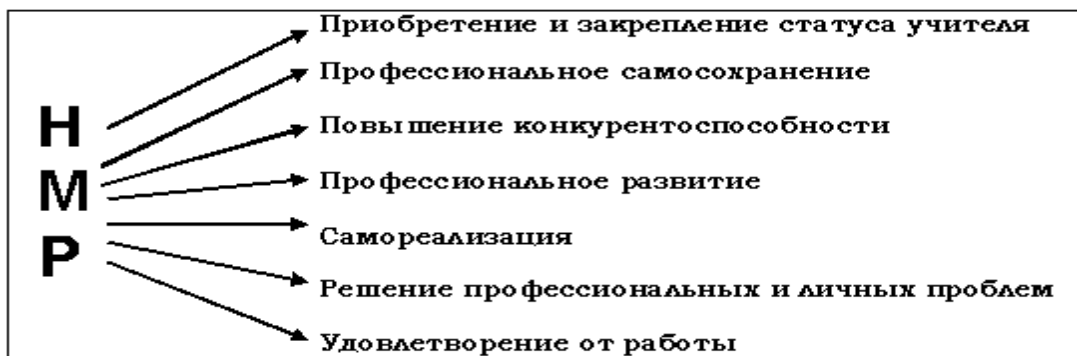 Н
М
Р
Приобретение и закрепление статуса учителя
Профессиональное самосохранение
Повышение конкурентоспособности
Профессиональное развитие
Самореализация
Решение профессиональных и личных проблем
Удовлетворение от работы